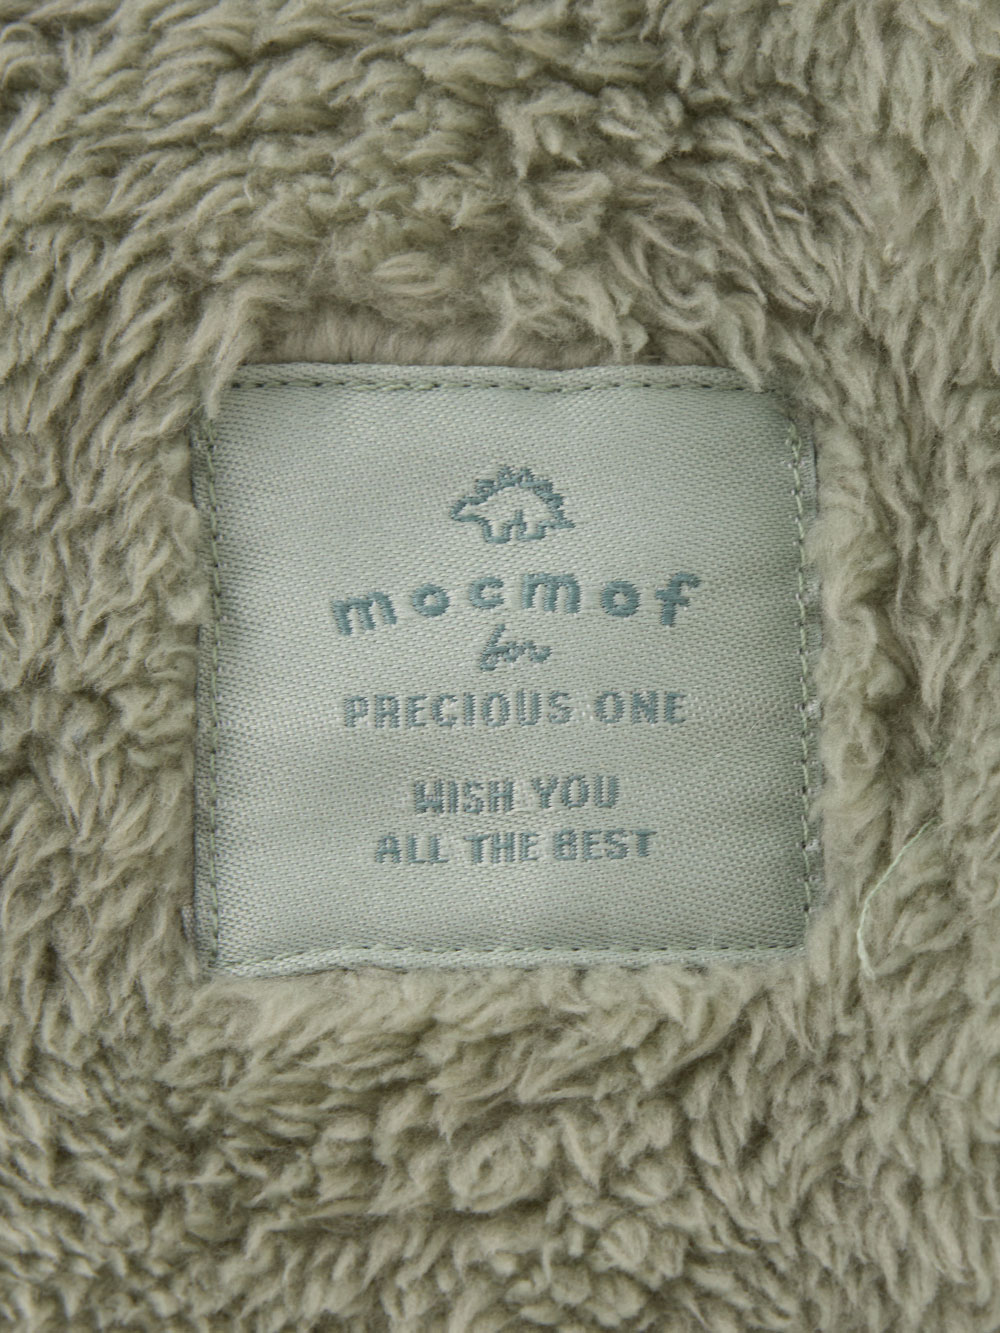 mocmof
for
PRECIOUS ONE
WISH YOU
ALL THE BEST